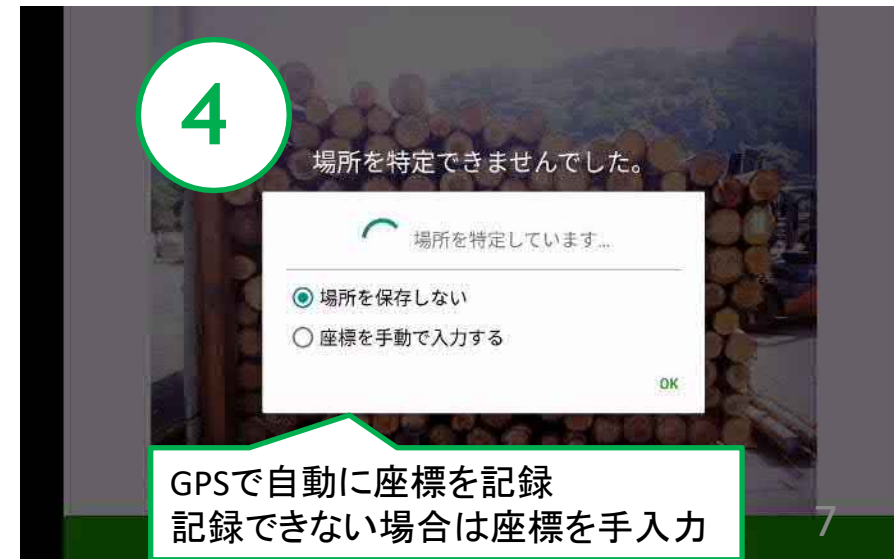 4
場所を特定できませんでした。
場所を特定しています...
場所を保存しない
座標を手動で入力する
OK
GPSで自動に座標を記録
記録できない場合は座標を手入力
7